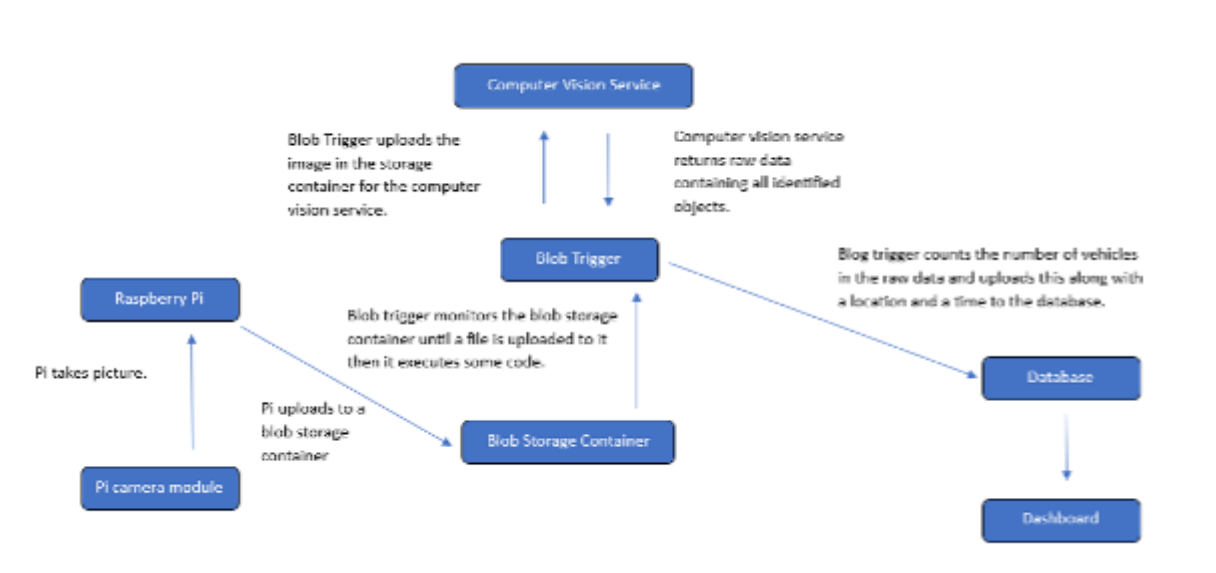 Computer Vision Service
Blob Trigger uploads the
image in the storage
container for the computer
vision service.
Computer vision service
returns raw data
containing all identified
objects.
Blob Trigger
Blog trigger counts the number of vehicles
in the raw data and uploads this along with
a location and a time to the database.
Raspberry Pi
Blob trigger monitors the blob storage
container until a file is uploaded to it
then it executes some code.
Pi takes picture.
Database
Pi uploads to a
blob storage
container
Blob Storage Container
Pi camera module
Dashboard